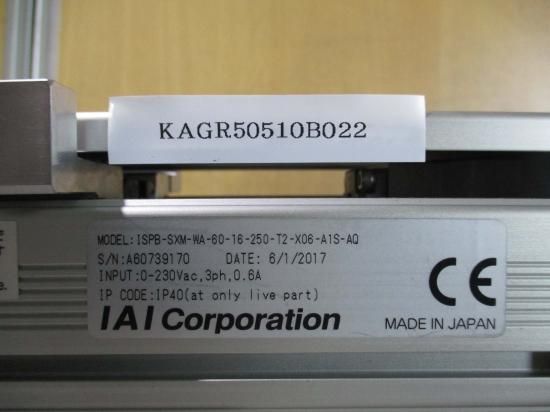 KAGR50510B022
MODEL:ISPB-SXM-WA-60-16-250-T2-X06-A1S-AQ
S/N:A60739170 DATE: 6/1/2017
INPUT:0-230Vac,3ph,0.6A
IP CODE:IP40(at only live part)
IAI Corporation
CE
MADE IN JAPAN